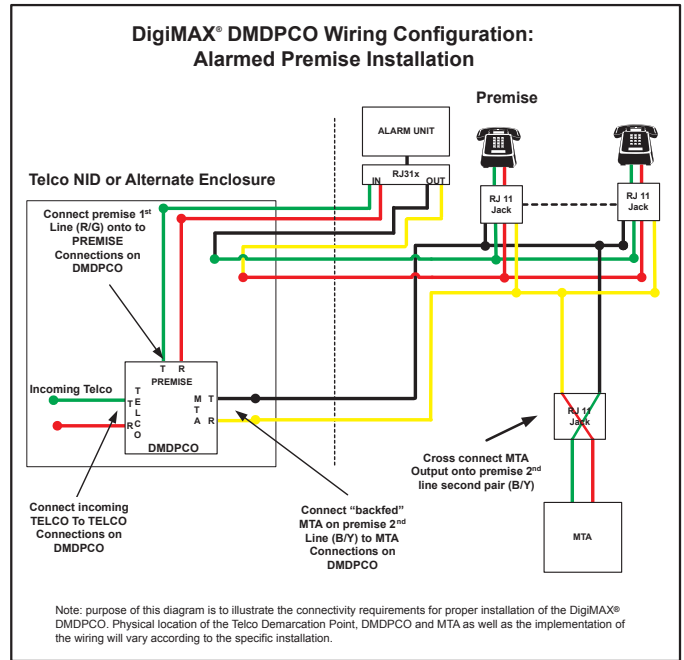 DigiMAX® DMDPCO Wiring Configuration:
Alarmed Premise Installation
Premise
ALARM UNIT
RJ31x
IN
OUT
RJ 11
Jack
RJ 11
Jack
Telco NID or Alternate Enclosure
Connect premise 1st
Line (R/G) onto to
PREMISE
Connections on
DMDPCO
T R
PREMISE
Incoming Telco
T
R
TELCO
MTA
T
R
DMDPCO
Connect incoming
TELCO To TELCO
Connections on
DMDPCO
Connect “backfed”
MTA on premise 2nd
Line (B/Y) to MTA
Connections on
DMDPCO
RJ 11
Jack
Cross connect MTA
Output onto premise 2nd
line second pair (B/Y)
MTA
Note: purpose of this diagram is to illustrate the connectivity requirements for proper installation of the DigiMAX®
DMDPCO. Physical location of the Telco Demarcation Point, DMDPCO and MTA as well as the implementation of
the wiring will vary according to the specific installation.